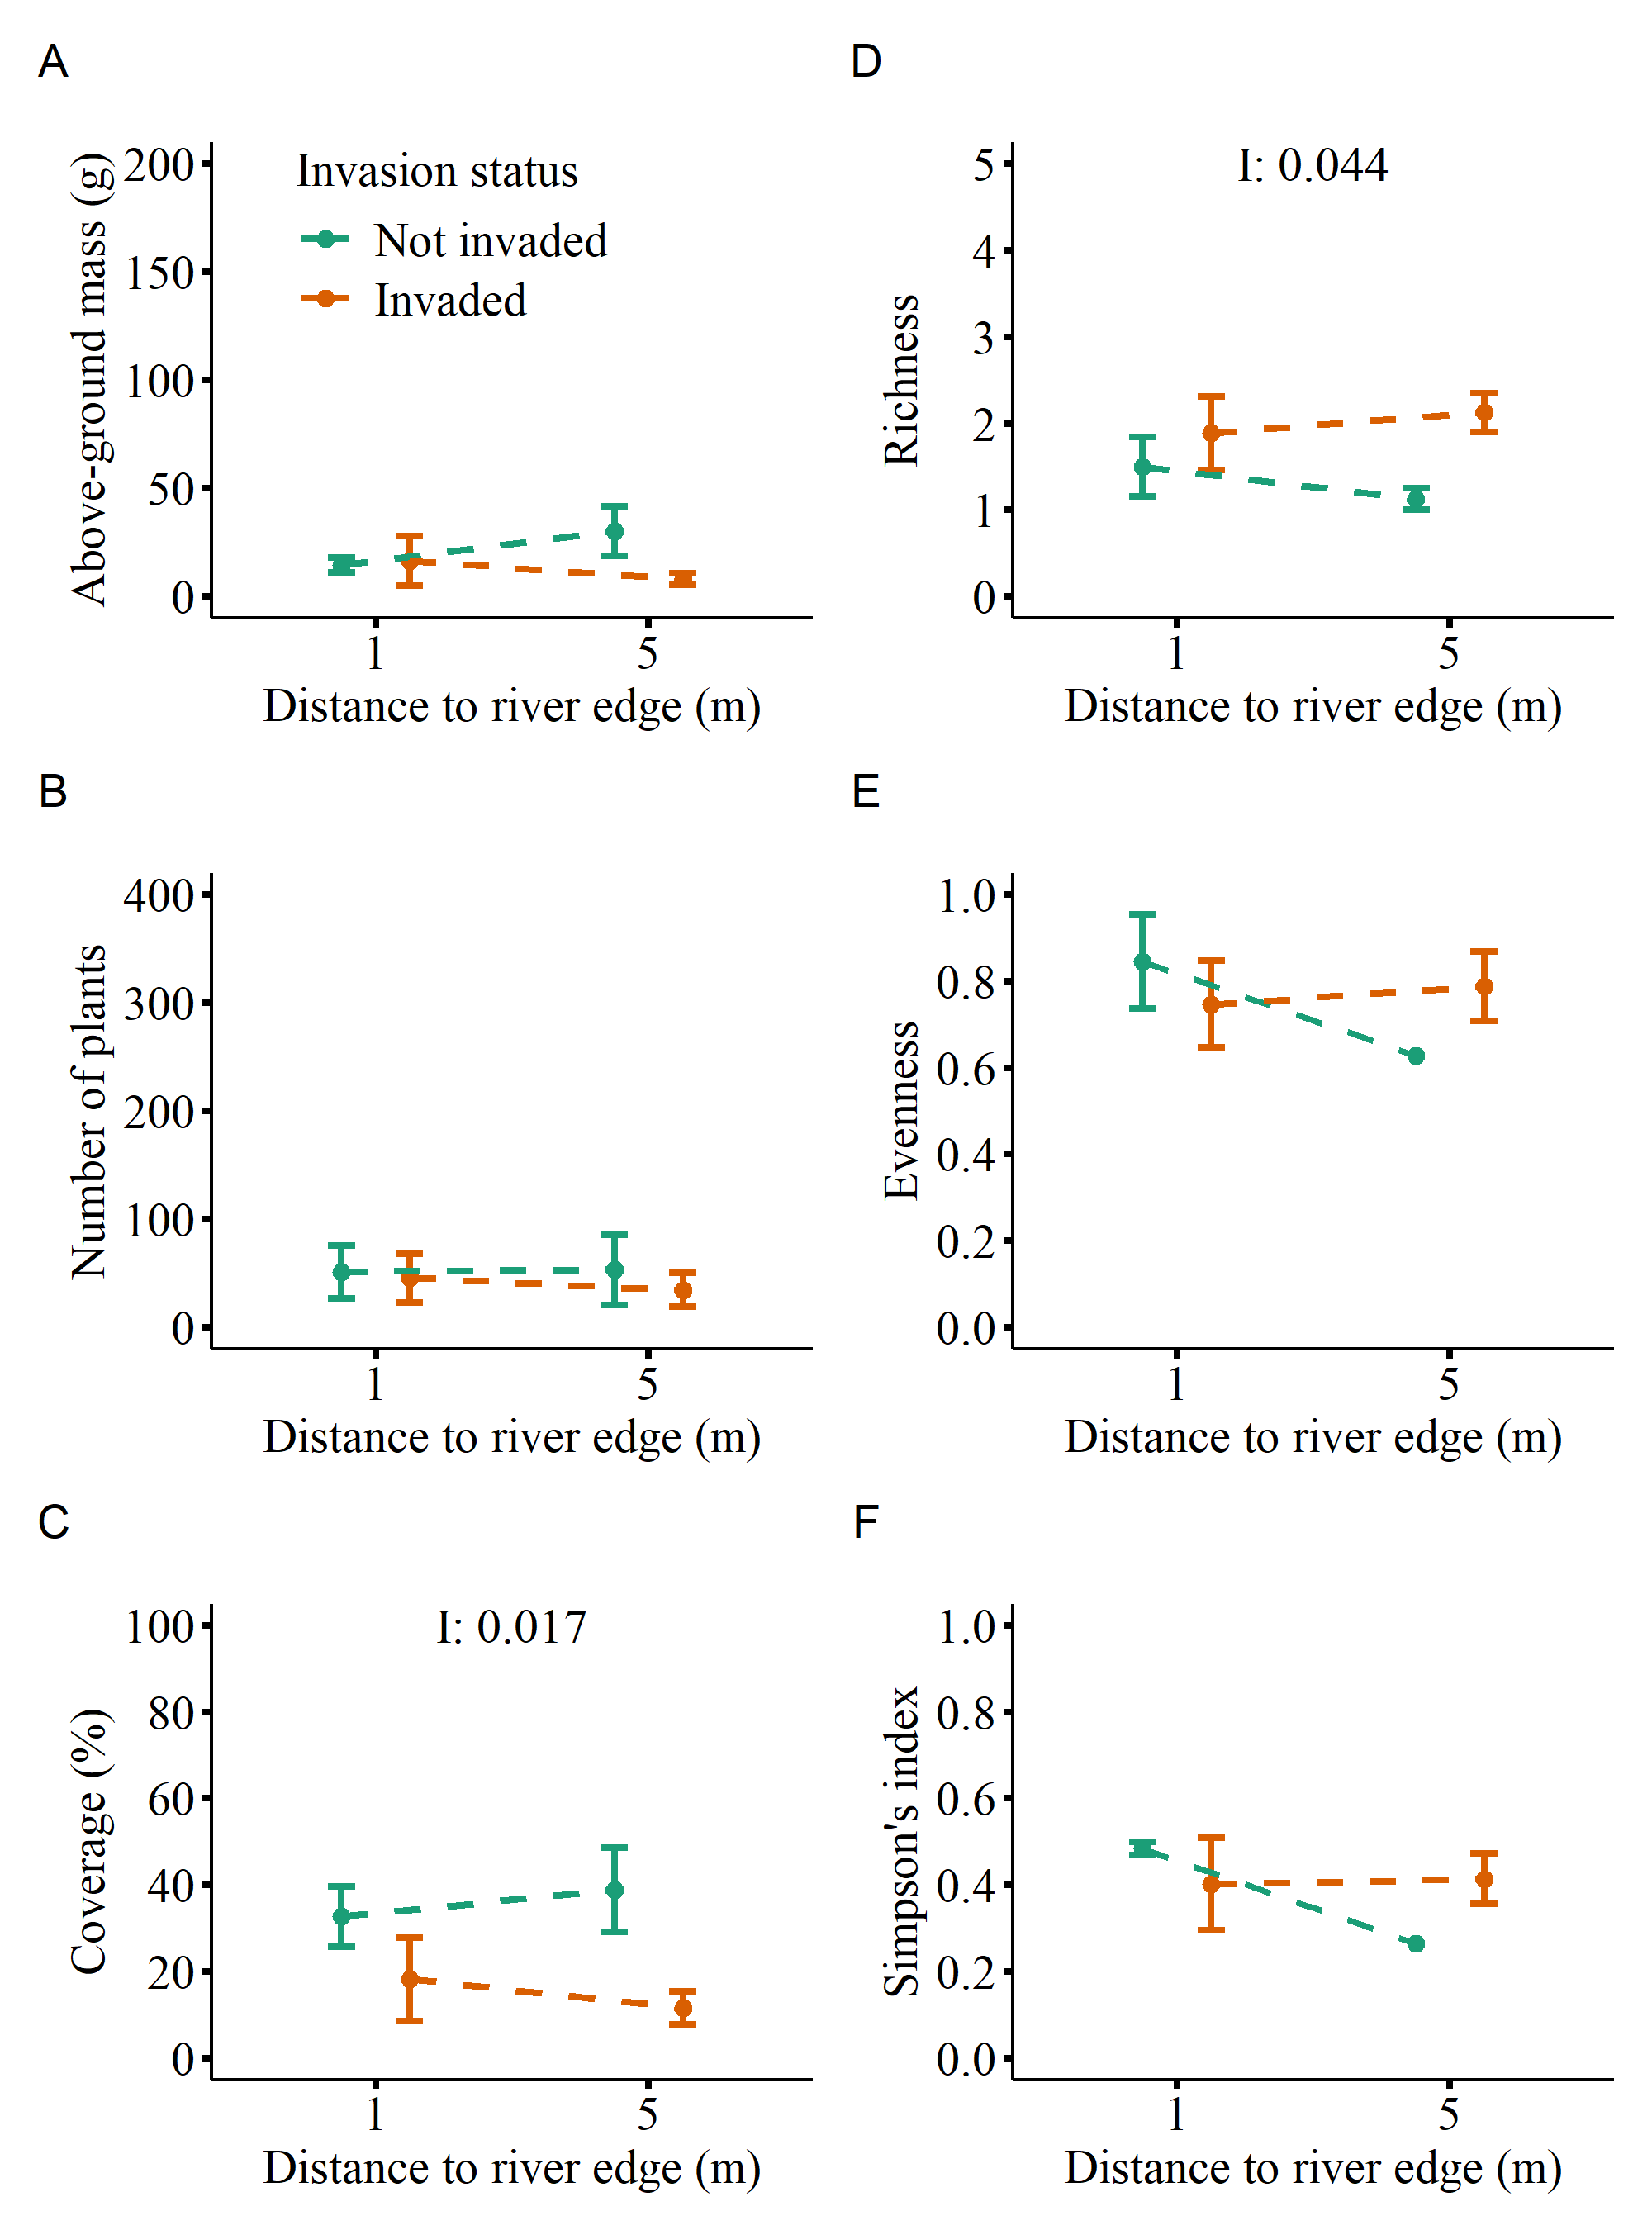 A
Above-ground mass (g)
200
150
100
50
0
Invasion status
Not invaded
Invaded
1 5
Distance to river edge (m)
D
Richness
5
4
3
2
1
0
I: 0.044
1 5
Distance to river edge (m)
B
Number of plants
400
300
200
100
0
1 5
Distance to river edge (m)
E
Evenness
1.0
0.8
0.6
0.4
0.2
0.0
1 5
Distance to river edge (m)
C
Coverage (%)
100
80
60
40
20
0
I: 0.017
1 5
Distance to river edge (m)
F
Simpson's index
1.0
0.8
0.6
0.4
0.2
0.0
1 5
Distance to river edge (m)